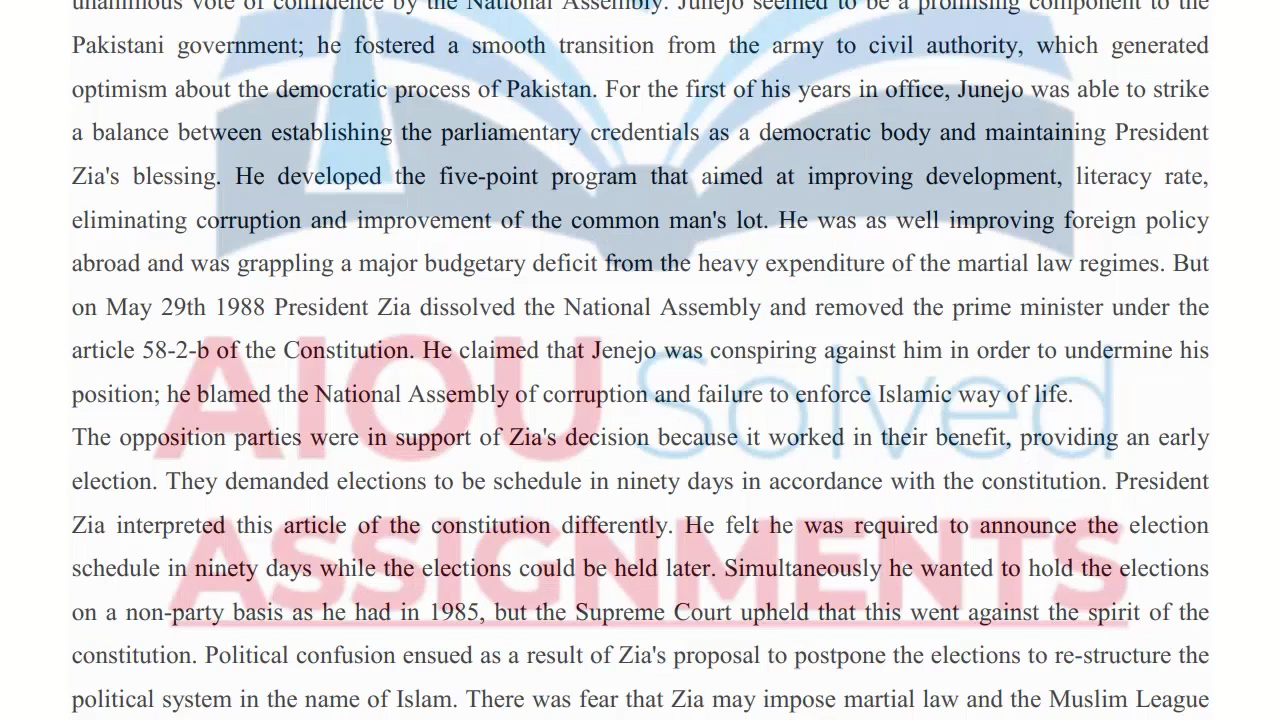 unanimous vote of confidence by the National Assembly. Junejo seemed to be a promising component to the
Pakistani government; he fostered a smooth transition from the army to civil authority, which generated
optimism about the democratic process of Pakistan. For the first of his years in office, Junejo was able to strike
a balance between establishing the parliamentary credentials as a democratic body and maintaining President
Zia's blessing. He developed the five-point program that aimed at improving development, literacy rate,
eliminating corruption and improvement of the common man's lot. He was as well improving foreign policy
abroad and was grappling a major budgetary deficit from the heavy expenditure of the martial law regimes. But
on May 29th 1988 President Zia dissolved the National Assembly and removed the prime minister under the
article 58-2-b of the Constitution. He claimed that Jenejo was conspiring against him in order to undermine his
position; he blamed the National Assembly of corruption and failure to enforce Islamic way of life.
The opposition parties were in support of Zia's decision because it worked in their benefit, providing an early
election. They demanded elections to be schedule in ninety days in accordance with the constitution. President
Zia interpreted this article of the constitution differently. He felt he was required to announce the election
schedule in ninety days while the elections could be held later. Simultaneously he wanted to hold the elections
on a non-party basis as he had in 1985, but the Supreme Court upheld that this went against the spirit of the
constitution. Political confusion ensued as a result of Zia's proposal to postpone the elections to re-structure the
political system in the name of Islam. There was fear that Zia may impose martial law and the Muslim League
AIOU Solved
ASSIGNMENTS